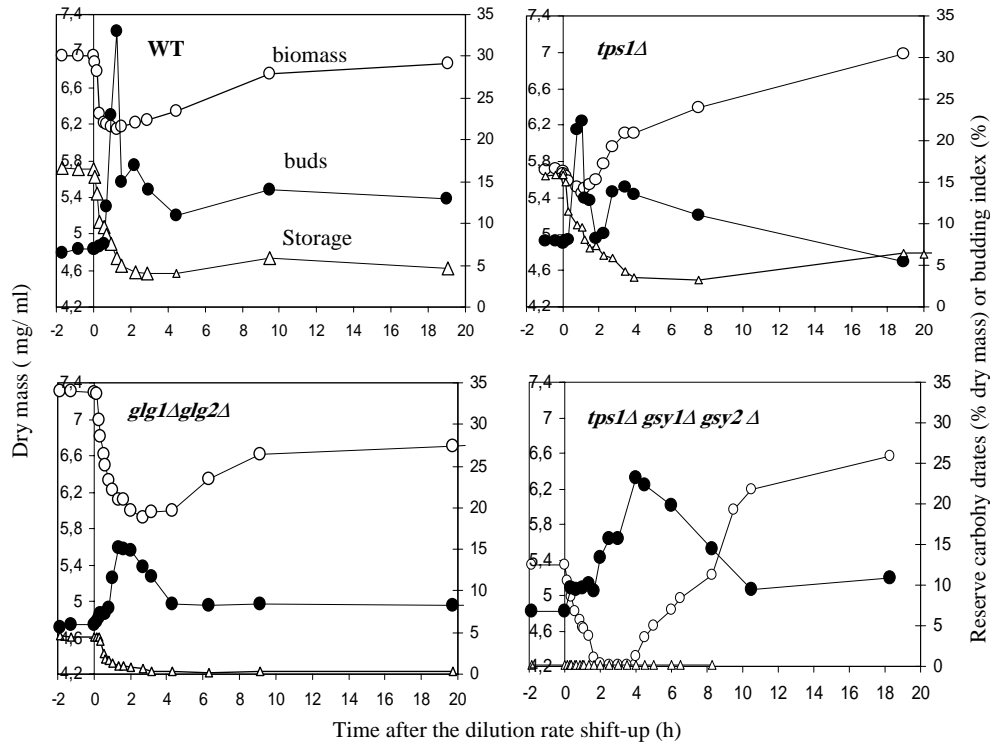 7,4 35
WT
7 30
biomass
6,6 25
6,2 20
5,8 15
buds
5,4
5 10
Storage
4,6 5
4,2 0
-2 0 2 4 6 8 10 12 14 16 18 20
7,4 35
tps1Δ
7 30
6,6 25
6,2 20
5,8 15
5,4
5 10
4,6 5
4,2 0
-2 0 2 4 6 8 10 12 14 16 18 20
7,4 35
glg1Δglg2Δ
7 30
6,6 25
6,2 20
5,8 15
5,4
5 10
4,6 5
4,2 0
-2 0 2 4 6 8 10 12 14 16 18 20
7,4 35
tps1Δ gsy1Δ gsy2 Δ
7 30
6,6 25
6,2 20
5,8 15
5,4
5 10
4,6 5
4,2 0
-2 0 2 4 6 8 10 12 14 16 18 20
Dry mass ( mg/ ml)
Reserve carbohy drates (% dry mass) or budding index (%)
Time after the dilution rate shift-up (h)